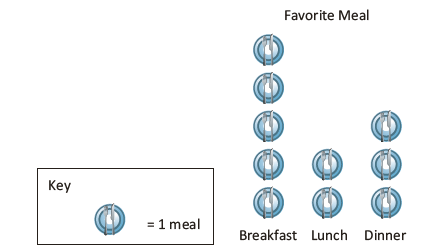 Favorite Meal
Key
= 1 meal
Breakfast Lunch Dinner